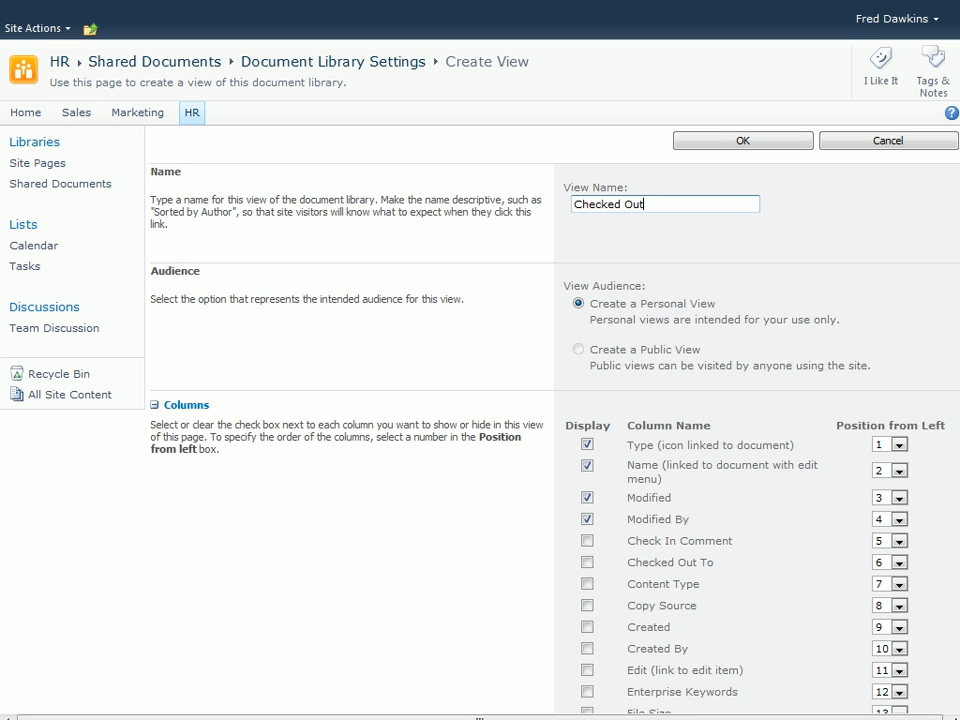 Fred Dawkins
Site Actions
HR Shared Documents Document Library Settings Create View
Use this page to create a view of this document library.
I Like It
Tags &
Notes
Home Sales Marketing HR
Libraries
Site Pages
Shared Documents
Lists
Calendar
Tasks
Discussions
Team Discussion
Recycle Bin
All Site Content
OK Cancel
Name
Type a name for this view of the document library. Make the name descriptive, such as
"Sorted by Author", so that site visitors will know what to expect when they click this
link.
View Name:
Checked Out
Audience
Select the option that represents the intended audience for this view.
View Audience:
Create a Personal View
Personal views are intended for your use only.
Create a Public View
Public views can be visited by anyone using the site.
Columns
Select or clear the check box next to each column you want to show or hide in this view
of this page. To specify the order of the columns, select a number in the Position
from left box.
Display Column Name Position from Left
Type (icon linked to document) 1
Name (linked to document with edit
menu) 2
Modified 3
Modified By 4
Check In Comment 5
Checked Out To 6
Content Type 7
Copy Source 8
Created 9
Created By 10
Edit (link to edit item) 11
Enterprise Keywords 12
File Size 13